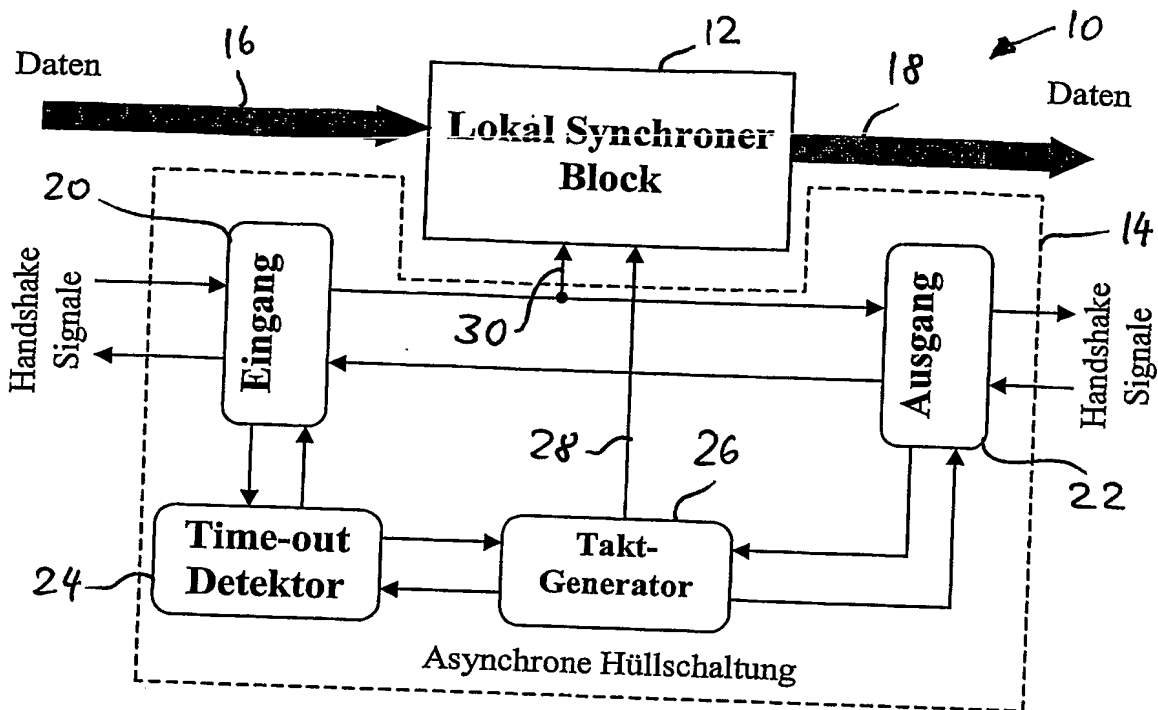 16
12
10
Daten
18
Daten
Lokal Synchroner
Block
20
14
Handshake
Signale
Eingang
30
Ausgang
Handshake
Signale
28
26
22
Time-out
Detektor
Takt-
Generator
24
Asynchrone Hüllschaltung